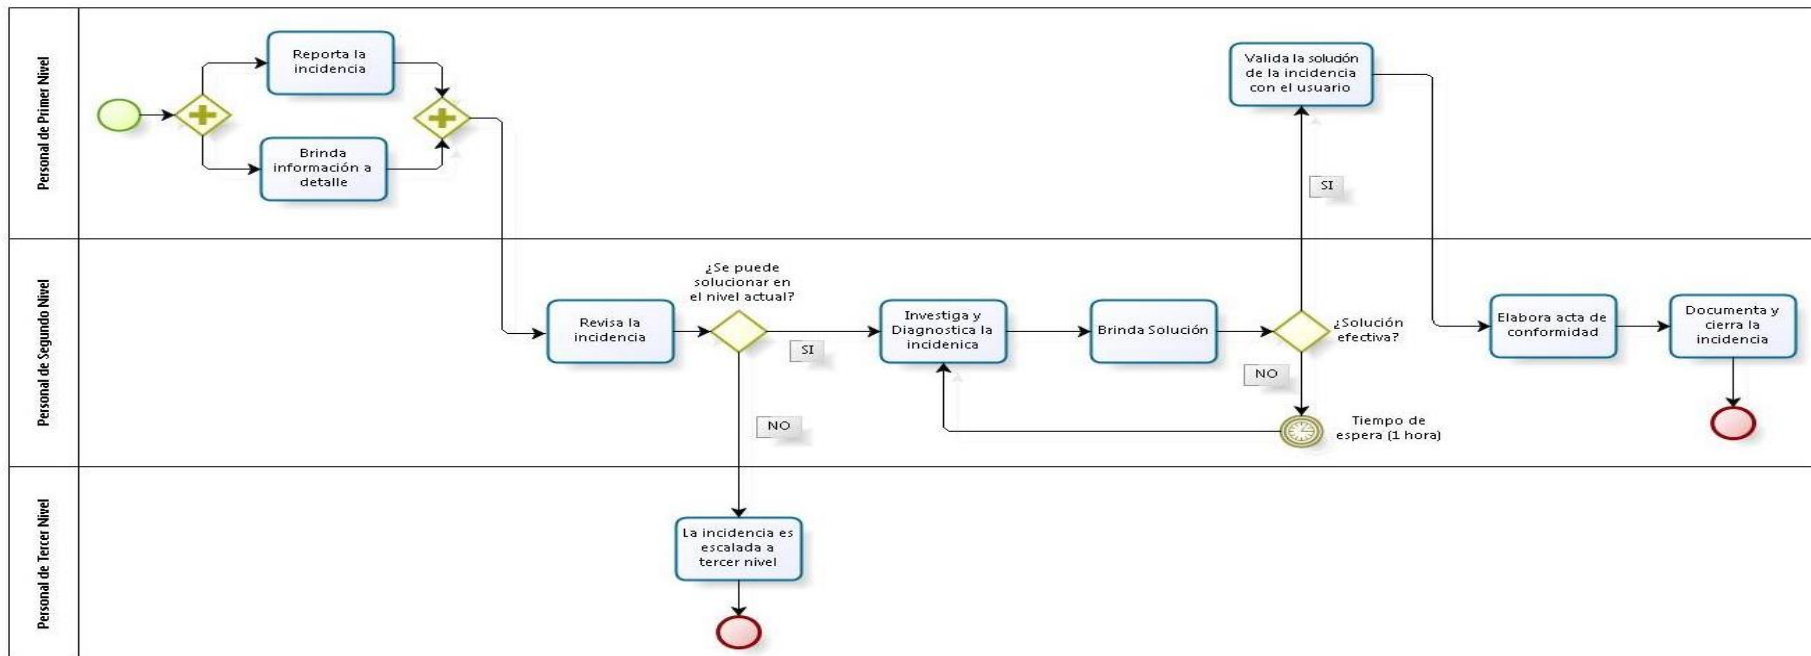 Personal de Primer Nivel
Reporta la
incidencia
Brinda
información a
detalle
Valida la solución
de la incidencia
con el usuario
SI
Personal de Segundo Nivel
Revisa la
incidencia
¿Se puede
solucionar en
el nivel actual?
SI
NO
Investiga y
Diagnostica la
incidenica
Brinda Solución
¿Solución
efectiva?
NO
Tiempo de
espera (1 hora)
Elabora acta de
conformidad
Documenta y
cierra la
incidencia
Personal de Tercer Nivel
La incidencia es
escalada a
tercer nivel